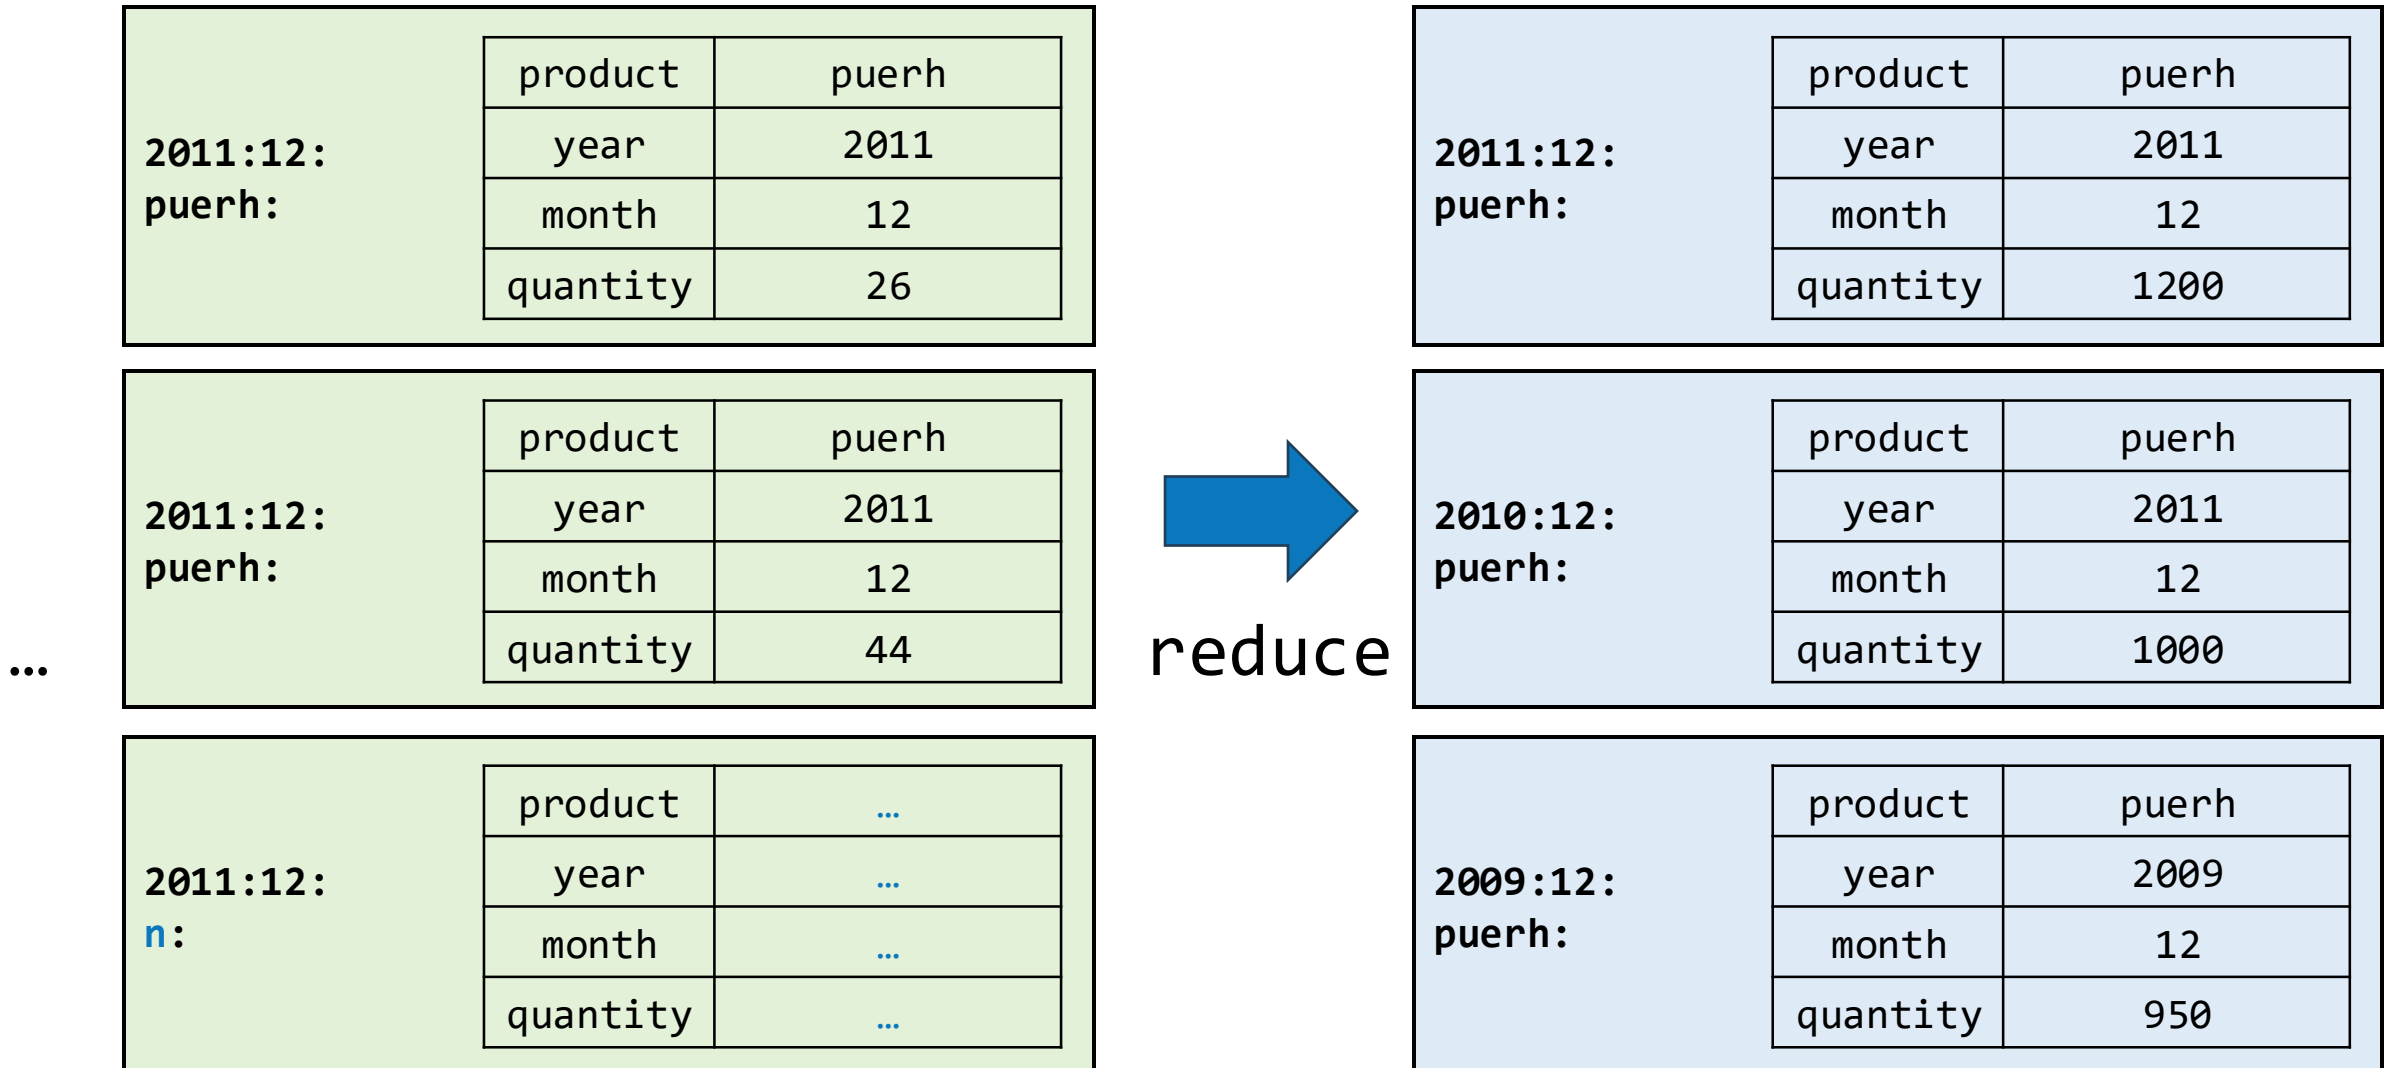 2011:12:
puerh:
product puerh
year 2011
month 12
quantity 26
2011:12:
puerh:
product puerh
year 2011
month 12
quantity 44
2011:12:
n:
product …
year …
month …
quantity …
…
reduce
2011:12:
puerh:
product puerh
year 2011
month 12
quantity 1200
2010:12:
puerh:
product puerh
year 2011
month 12
quantity 1000
2009:12:
puerh:
product puerh
year 2009
month 12
quantity 950